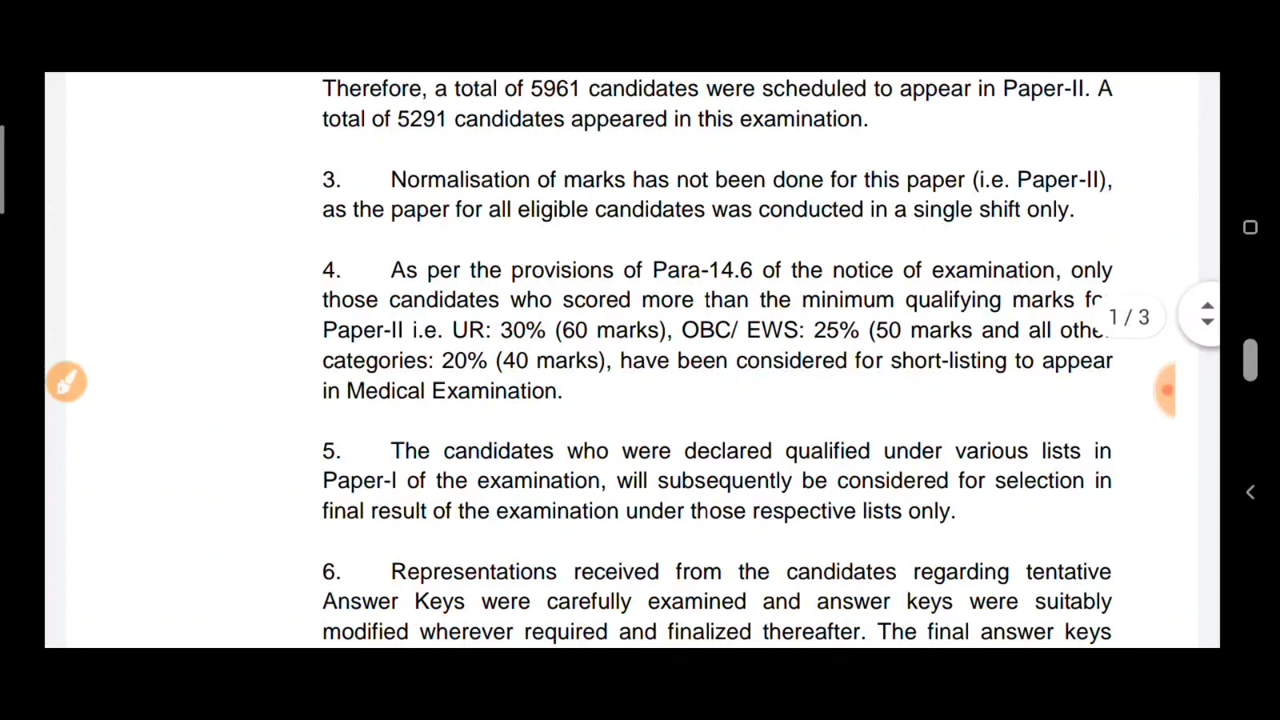 Therefore, a total of 5961 candidates were scheduled to appear in Paper-II. A
total of 5291 candidates appeared in this examination.
3. Normalisation of marks has not been done for this paper (i.e. Paper-II),
as the paper for all eligible candidates was conducted in a single shift only.
4. As per the provisions of Para-14.6 of the notice of examination, only
those candidates who scored more than the minimum qualifying marks fo
Paper-II i.e. UR: 30% (60 marks), OBC/ EWS: 25% (50 marks and all othe
categories: 20% (40 marks), have been considered for short-listing to appear
in Medical Examination.
5. The candidates who were declared qualified under various lists in
Paper-I of the examination, will subsequently be considered for selection in
final result of the examination under those respective lists only.
6. Representations received from the candidates regarding tentative
Answer Keys were carefully examined and answer keys were suitably
modified wherever required and finalized thereafter. The final answer keys
1 / 3